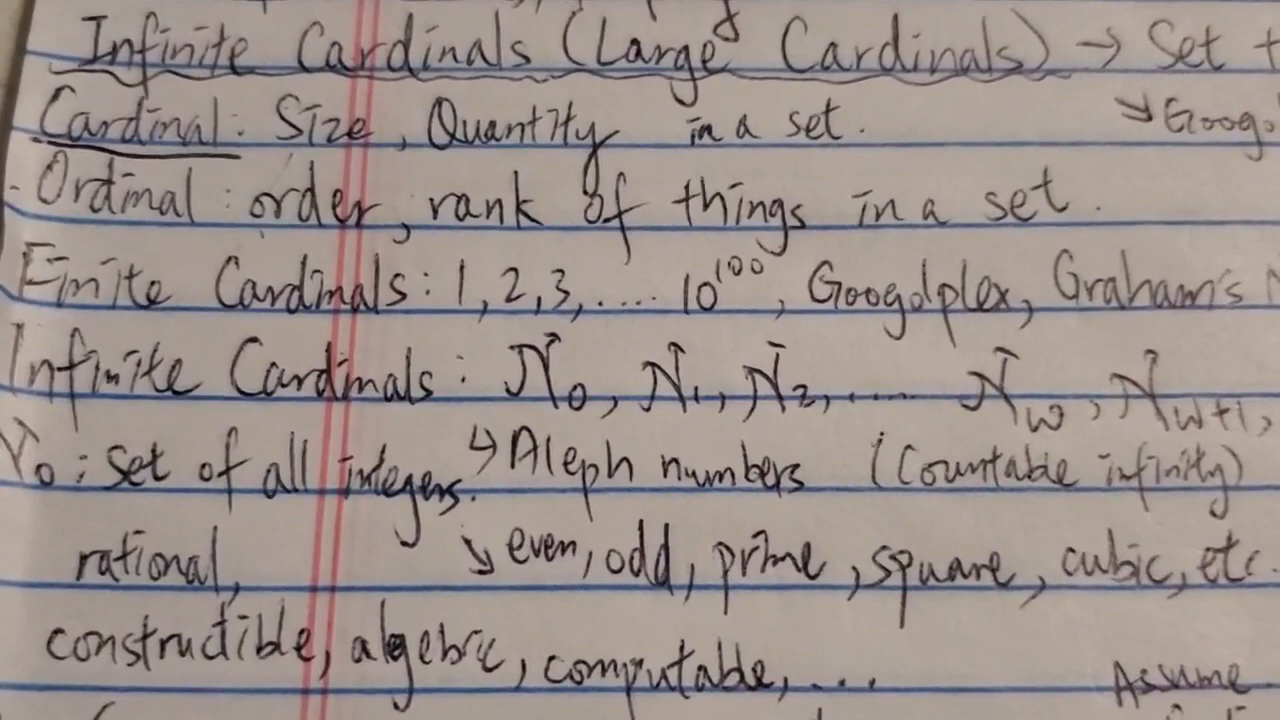 Infinite Cardinals (Large Cardinals) → Set
Cardinal: Size, Quantity in a set.
Ordinal: order, rank of things in a set.
Finite Cardinals: 1, 2, 3, .... 10¹⁰⁰, Googolplex, Graham's
Infinite Cardinals: ℵ₀, ℵ₁, ℵ₂, ..... ℵω, ℵω+1,
ℵ₀: set of all integers. ↳ Aleph numbers (Countable infinity)
rational, ↘ even, odd, prime, square, cubic, etc.
constructible, algebric, computable, ...
Assume